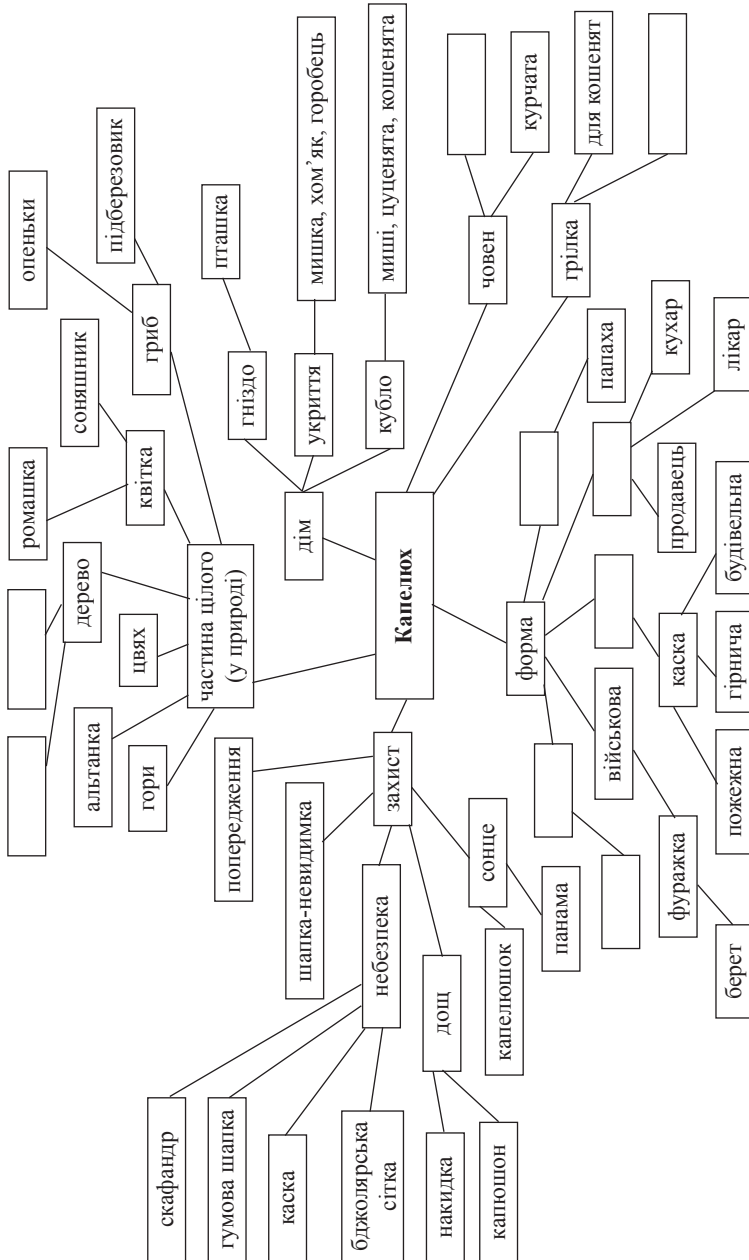 опеньки
підберезовик
гриб
соняшник
ромашка
квітка
дерево
цвях
альтанка
гори
частина цілого
(у природі)
пташка
гніздо
мишка, хом’як, горобець
укриття
миші, цуценята, кошенята
кубло
дім
курчата
човен
для кошенят
грілка
Капелюх
попередження
шапка-невидимка
захист
небезпека
скафандр
гумова шапка
каска
бджолярська
сітка
дощ
накидка
капюшон
сонце
капелюшок
панама
форма
папаха
кухар
лікар
продавець
каска
будівельна
гірнича
пожежна
військова
фуражка
берет